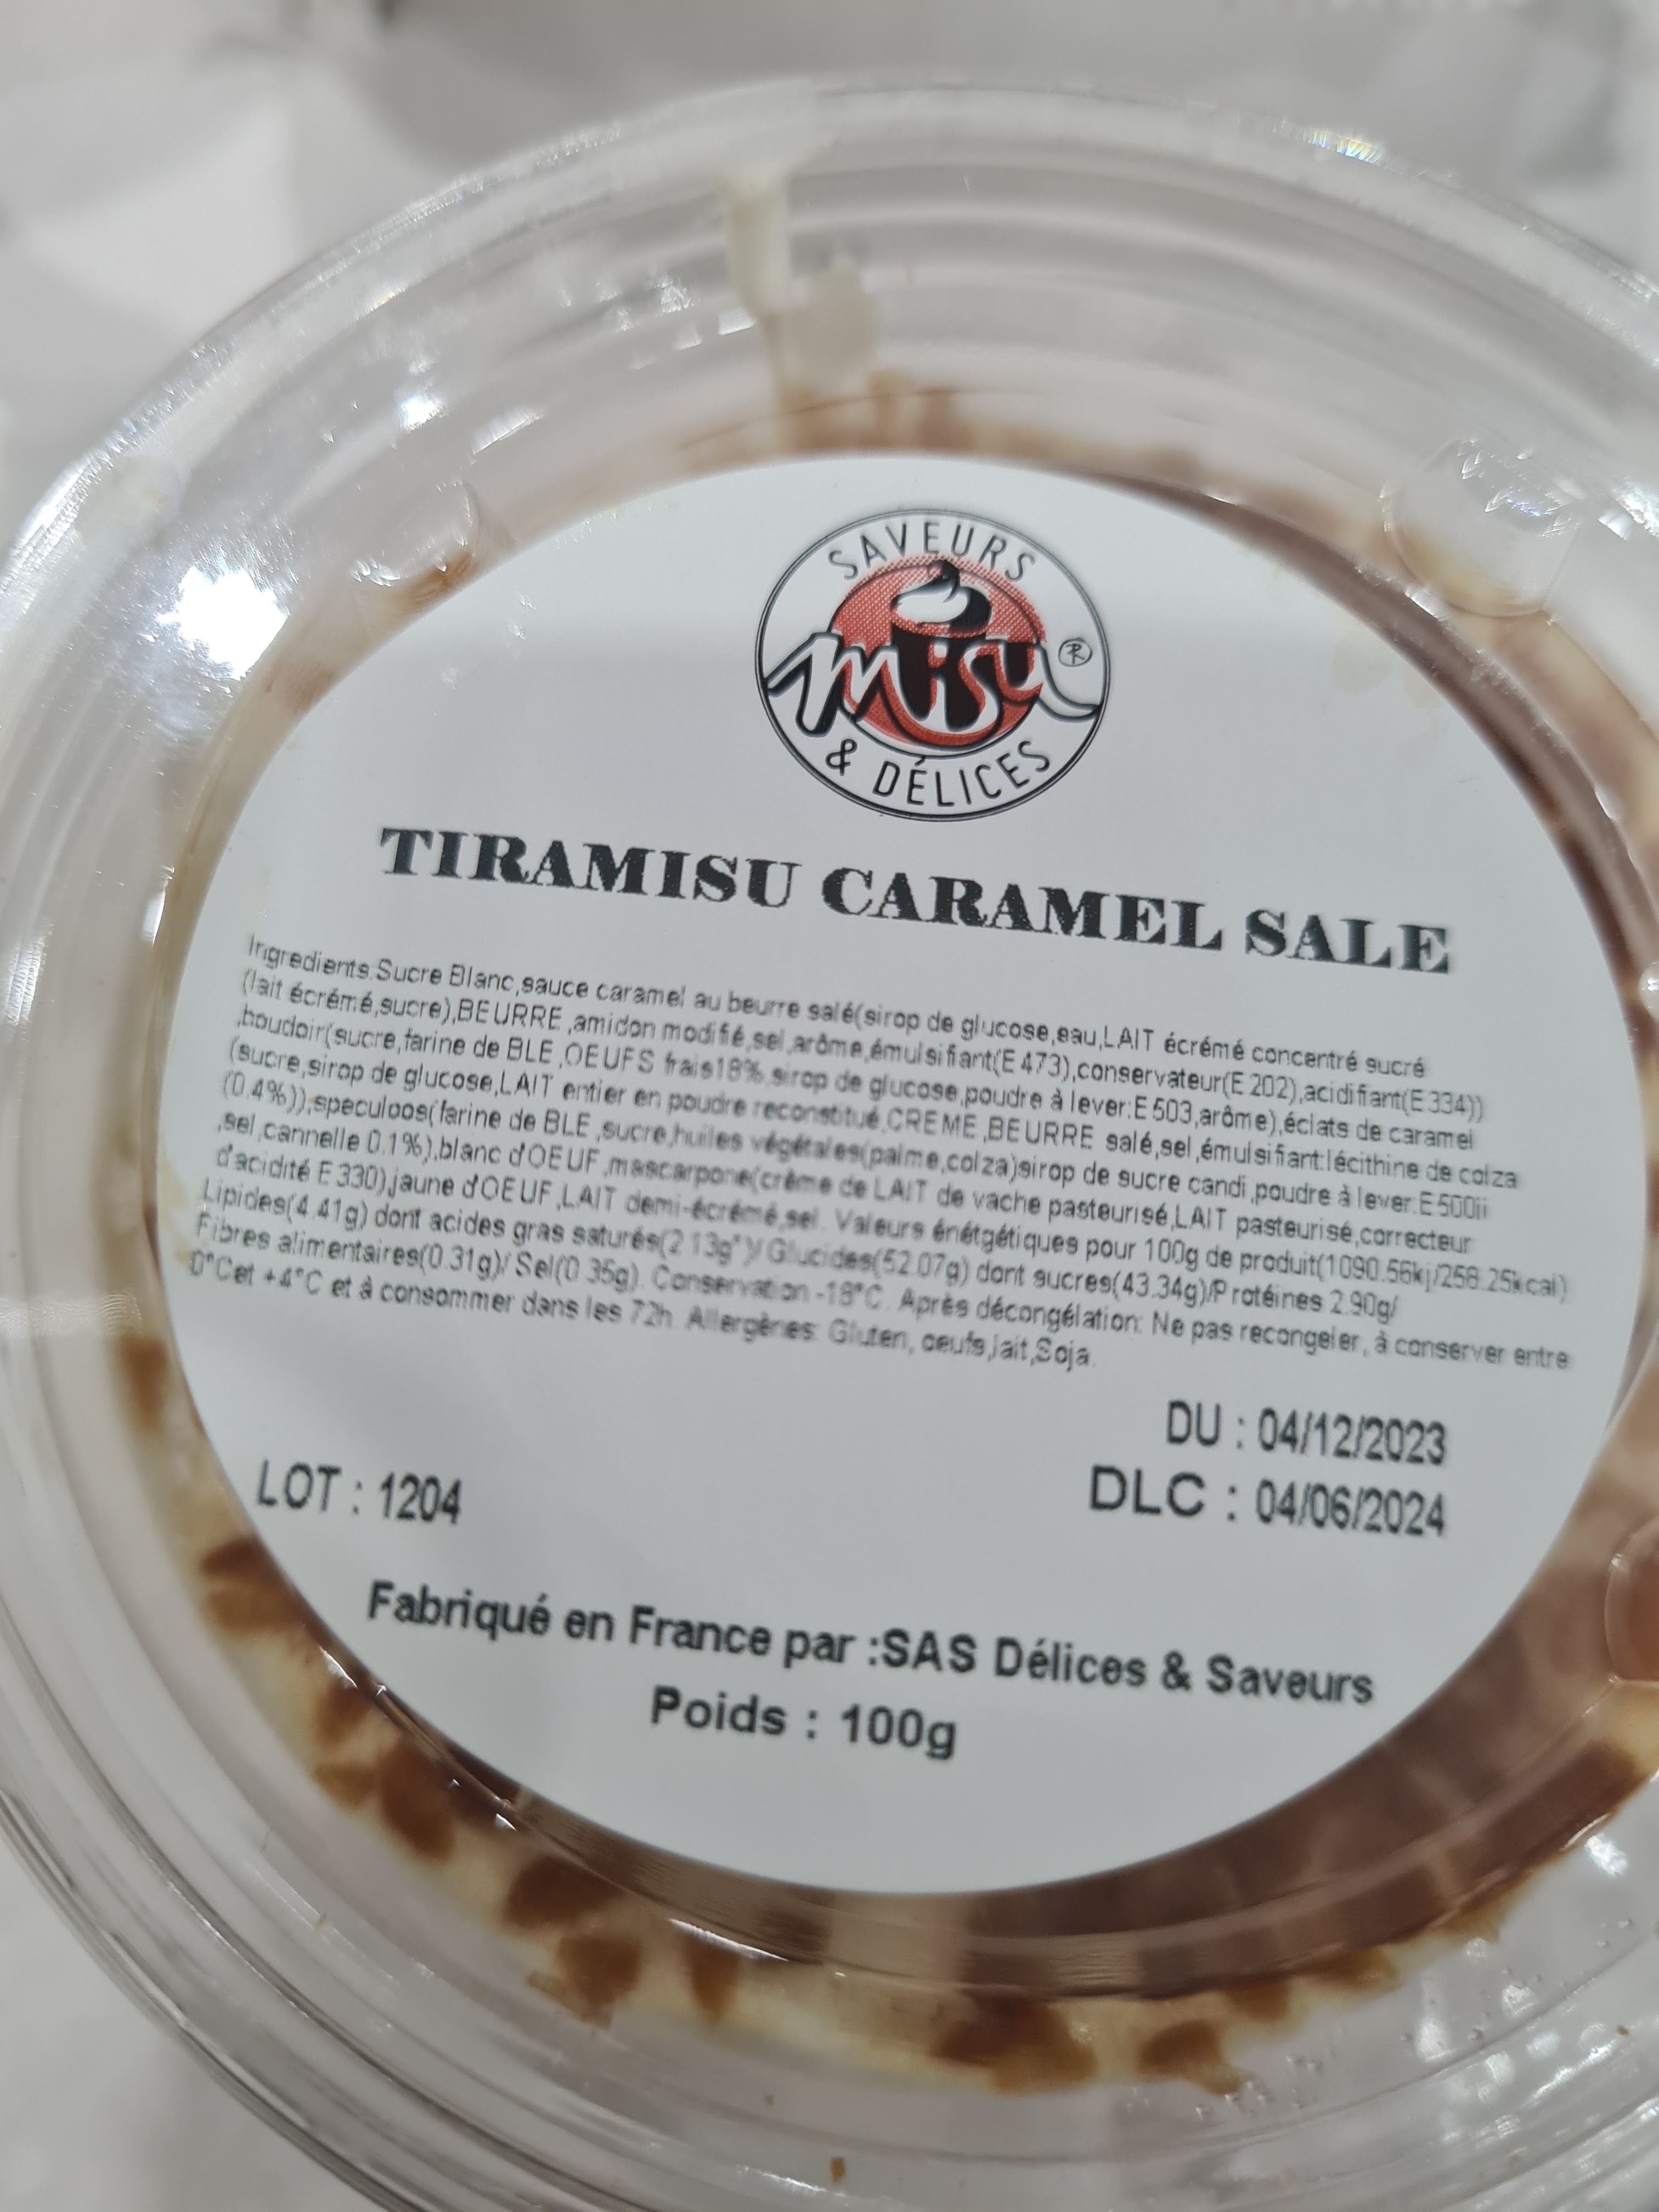 SAVEURS
misu®
& DÉLICES
TIRAMISU CARAMEL SALE
Ingredients:Sucre Blanc,sauce caramel au beurre salé(sirop de glucose,eau,LAIT écrémé concentré sucré
(lait écrémé,sucre),BEURRE ,amidon modifié,sel,arôme,émulsifiant(E 473),conservateur(E 202),acidifiant(E 334))
,boudoir(sucre,farine de BLE ,OEUFS frais18%,sirop de glucose,poudre à lever:E 503,arôme),éclats de caramel
(sucre,sirop de glucose,LAIT entier en poudre reconstitué,CREME ,BEURRE salé,sel,émulsifiant:lécithine de colza
(0.4%)),speculoos(farine de BLE ,sucre,huiles végétales(palme,colza)sirop de sucre candi,poudre à lever:E 500ii
,sel,cannelle 0.1%),blanc d'OEUF ,mascarpone(crème de LAIT de vache pasteurisé,LAIT pasteurisé,correcteur
d'acidité E 330),jaune d'OEUF,LAIT demi-écrémé,sel. Valeurs énétgétiques pour 100g de produit(1090.56kj/258.25kcal)
Lipides(4.41g) dont acides gras saturés(2.13g*)/ Glucides(52.07g) dont sucres(43.34g)/Protéines 2.90g/
Fibres alimentaires(0.31g)/ Sel(0.35g). Conservation -18°C. Après décongélation: Ne pas recongeler, à conserver entre
0°Cet +4°C et à consommer dans les 72h. Allergènes: Gluten, oeufs,lait,Soja.
DU : 04/12/2023
LOT : 1204 DLC : 04/06/2024
Fabriqué en France par :SAS Délices & Saveurs
Poids : 100g